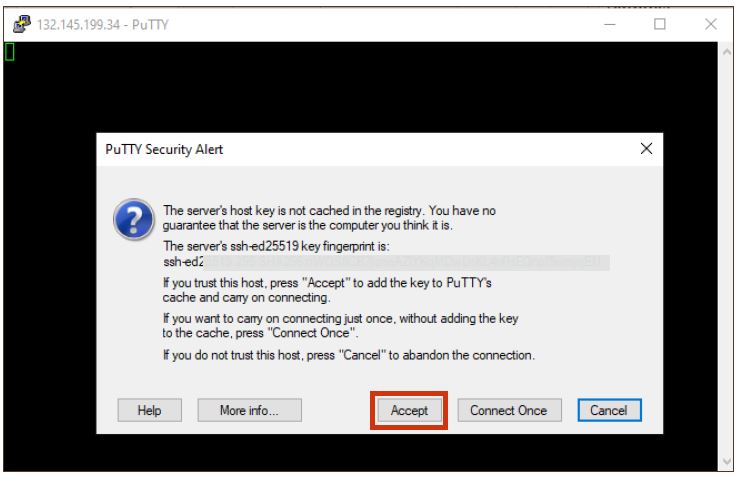 132.145.199.34 - PuTTY
PuTTY Security Alert
The server's host key is not cached in the registry. You have no
guarantee that the server is the computer you think it is.
The server's ssh-ed25519 key fingerprint is:
ssh-ed2
If you trust this host, press "Accept" to add the key to PuTTY's
cache and carry on connecting.
If you want to carry on connecting just once, without adding the key
to the cache, press "Connect Once".
If you do not trust this host, press "Cancel" to abandon the connection.
Help
More info...
Accept
Connect Once
Cancel